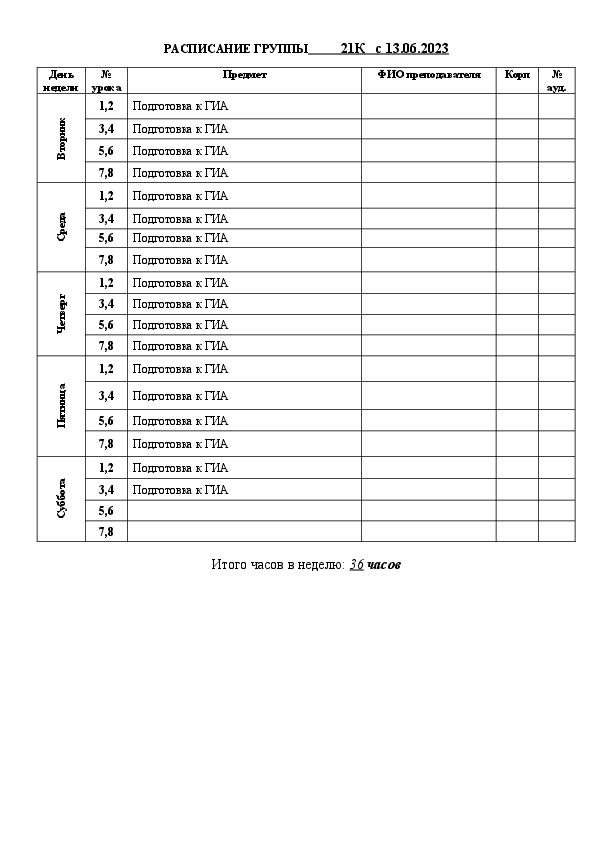 РАСПИСАНИЕ ГРУППЫ_____21К с 13.06.2023
День недели № урока Предмет ФИО преподавателя Корп № ауд.
Вторник
1,2 Подготовка к ГИА
3,4 Подготовка к ГИА
5,6 Подготовка к ГИА
7,8 Подготовка к ГИА
Среда
1,2 Подготовка к ГИА
3,4 Подготовка к ГИА
5,6 Подготовка к ГИА
7,8 Подготовка к ГИА
Четверг
1,2 Подготовка к ГИА
3,4 Подготовка к ГИА
5,6 Подготовка к ГИА
7,8 Подготовка к ГИА
Пятница
1,2 Подготовка к ГИА
3,4 Подготовка к ГИА
5,6 Подготовка к ГИА
7,8 Подготовка к ГИА
Суббота
1,2 Подготовка к ГИА
3,4 Подготовка к ГИА
5,6
7,8
Итого часов в неделю: 36 часов